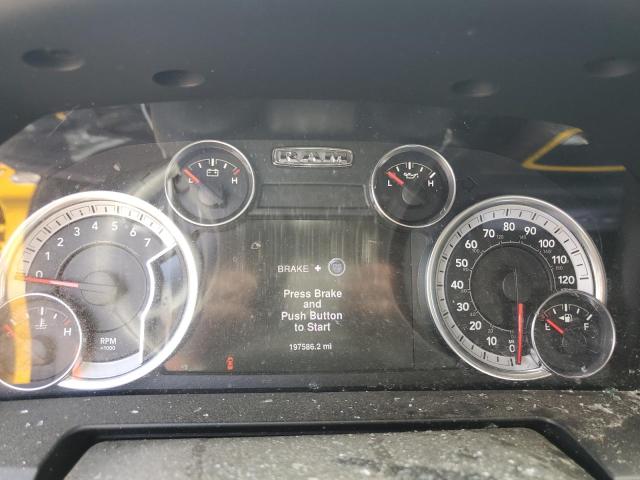 RAM
L H
L H
0 1 2 3 4 5 6 7
RPM
×1000
H
BRAKE +
Press Brake
and
Push Button
to Start
197586.2 mi
0 10 20 30 40 50 60 70 80 90 100 110 120
E F